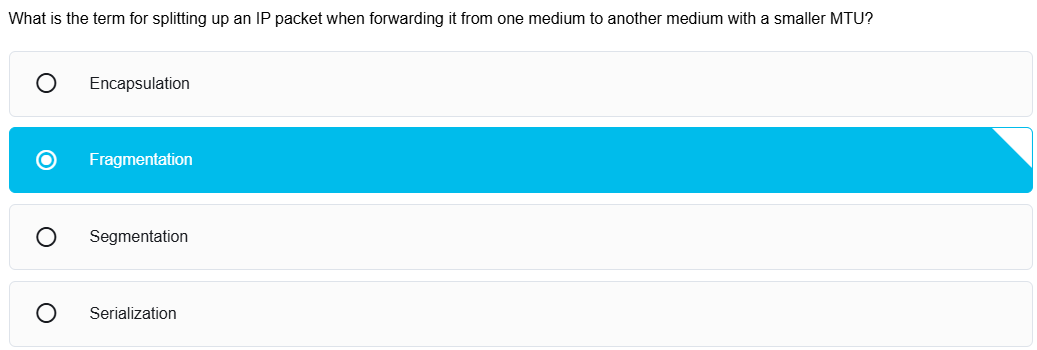 What is the term for splitting up an IP packet when forwarding it from one medium to another medium with a smaller MTU?
Encapsulation
Fragmentation
Segmentation
Serialization